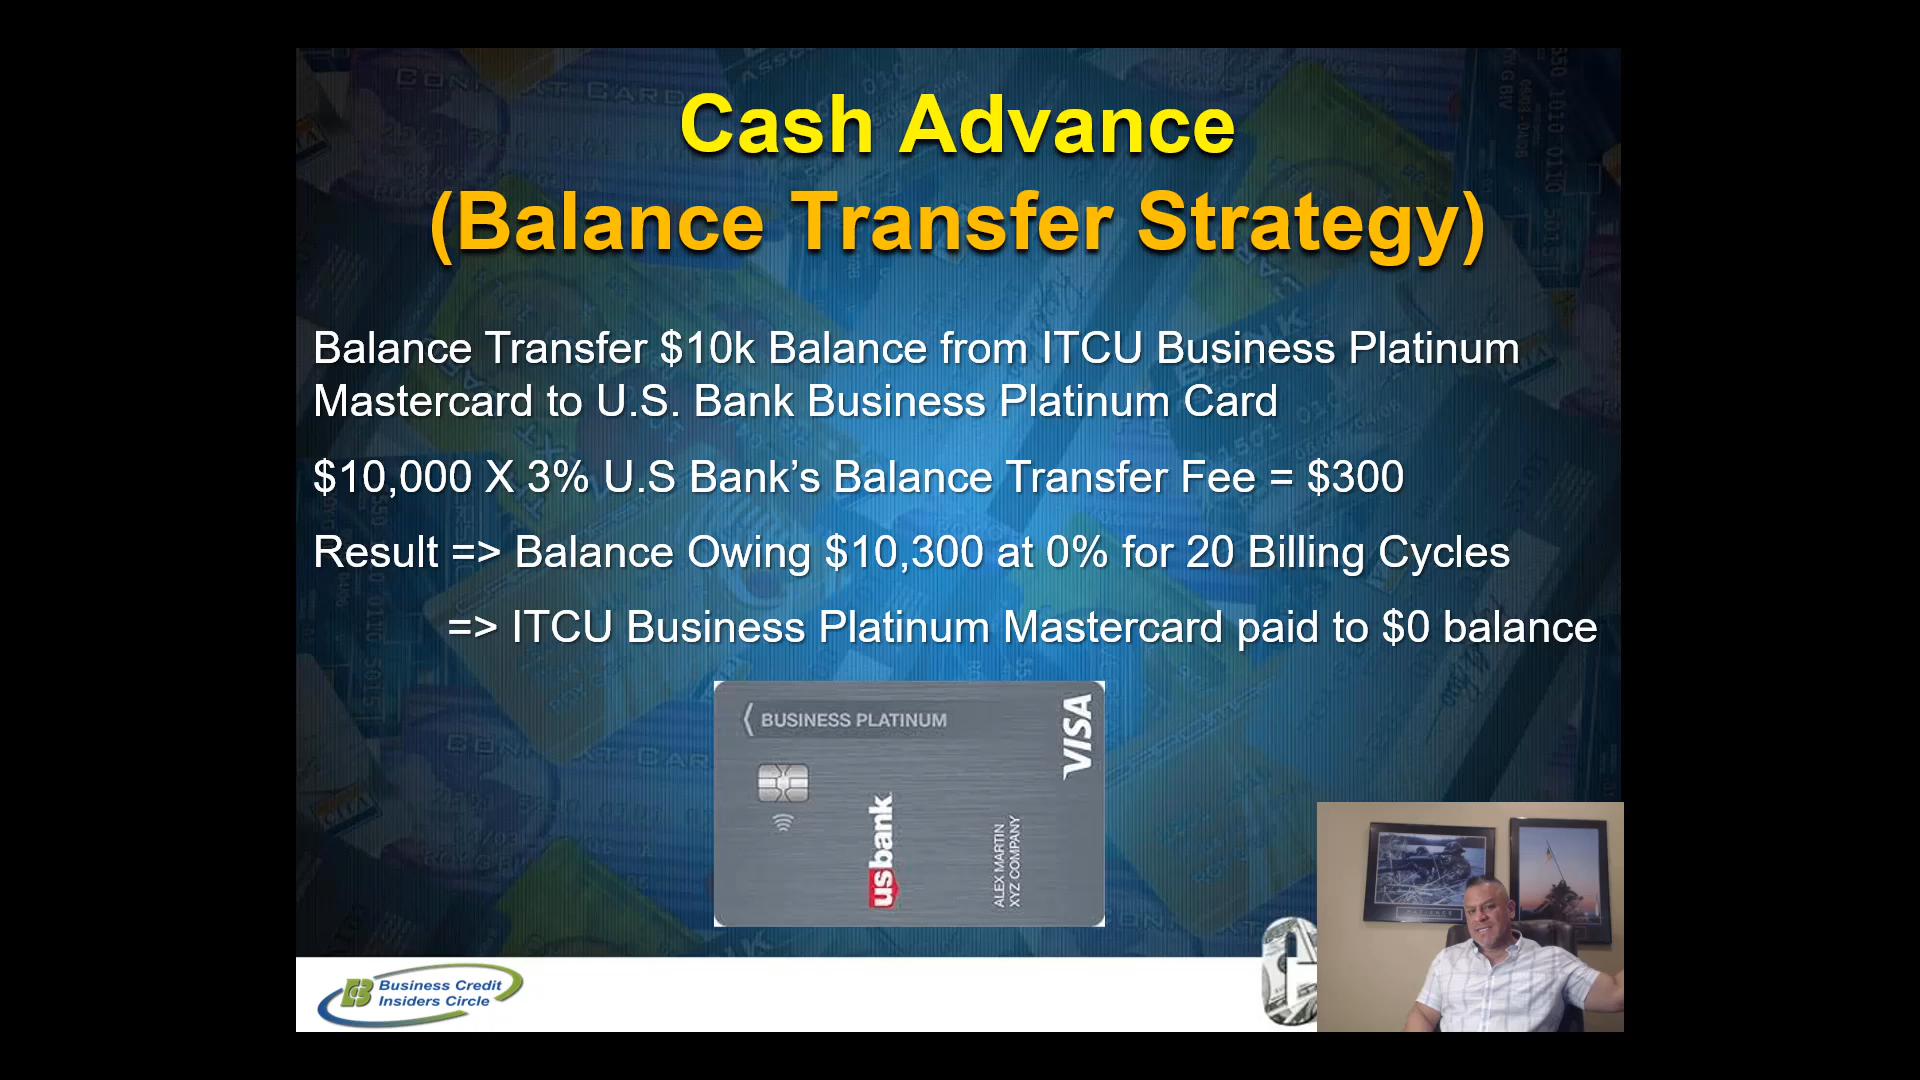 Cash Advance
(Balance Transfer Strategy)
Balance Transfer $10k Balance from ITCU Business Platinum
Mastercard to U.S. Bank Business Platinum Card
$10,000 X 3% U.S Bank’s Balance Transfer Fee = $300
Result => Balance Owing $10,300 at 0% for 20 Billing Cycles
=> ITCU Business Platinum Mastercard paid to $0 balance
BUSINESS PLATINUM
VISA
usbank
ALEX MARTIN
XYZ COMPANY
Business Credit
Insiders Circle